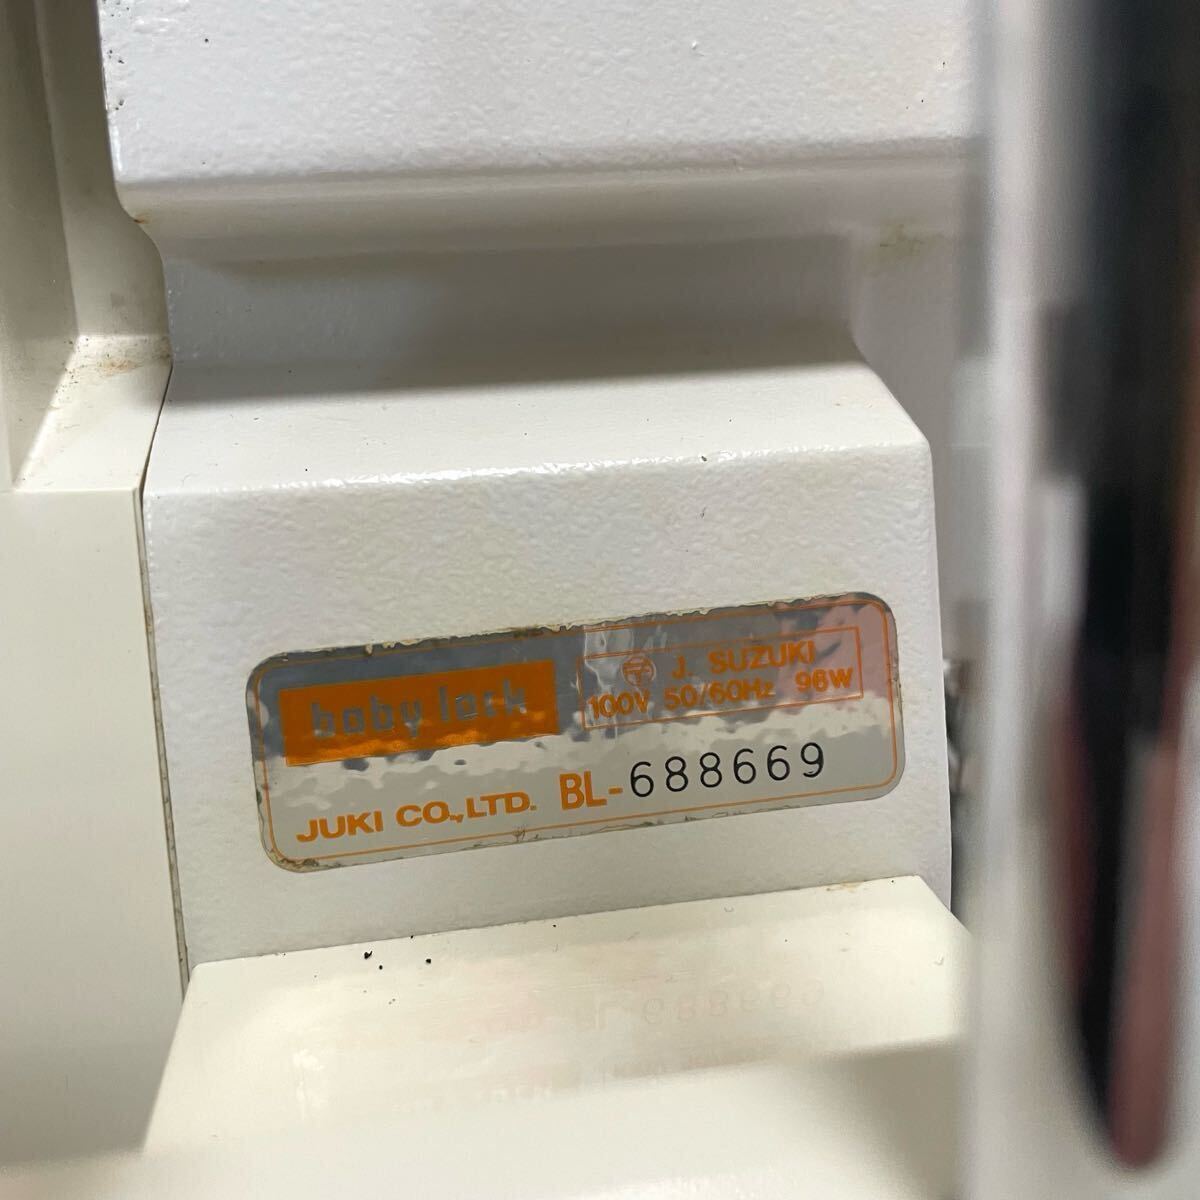 baby lock
〒 J. SUZUKI
100V 50/60Hz 96W
JUKI CO.,LTD. BL-688669